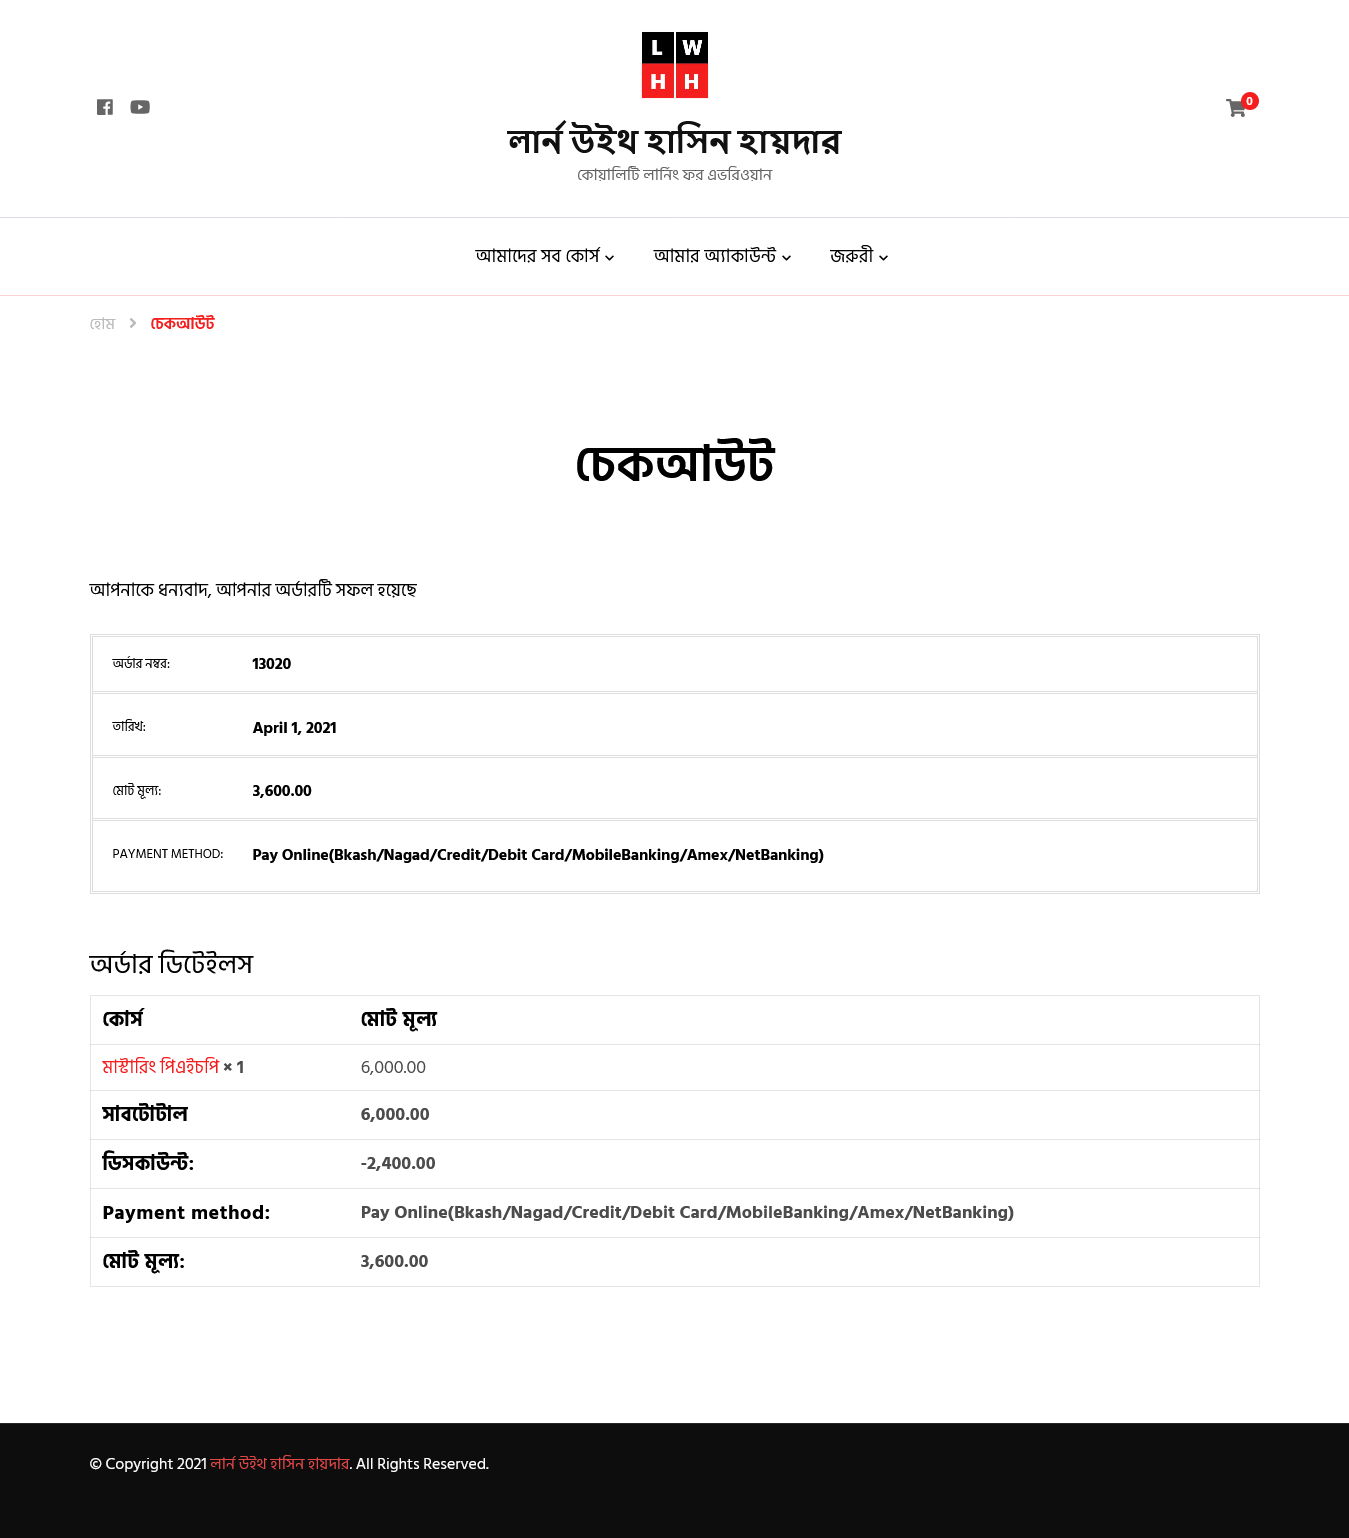 L W
H H
0
লার্ন উইথ হাসিন হায়দার
কোয়ালিটি লার্নিং ফর এভরিওয়ান
আমাদের সব কোর্স আমার অ্যাকাউন্ট জরুরী
হোম চেকআউট
চেকআউট
আপনাকে ধন্যবাদ, আপনার অর্ডারটি সফল হয়েছে
অর্ডার নম্বর: 13020
তারিখ: April 1, 2021
মোট মূল্য: 3,600.00
PAYMENT METHOD: Pay Online(Bkash/Nagad/Credit/Debit Card/MobileBanking/Amex/NetBanking)
অর্ডার ডিটেইলস
কোর্স মোট মূল্য
মাস্টারিং পিএইচপি × 1 6,000.00
সাবটোটাল 6,000.00
ডিসকাউন্ট: -2,400.00
Payment method: Pay Online(Bkash/Nagad/Credit/Debit Card/MobileBanking/Amex/NetBanking)
মোট মূল্য: 3,600.00
© Copyright 2021 লার্ন উইথ হাসিন হায়দার. All Rights Reserved.